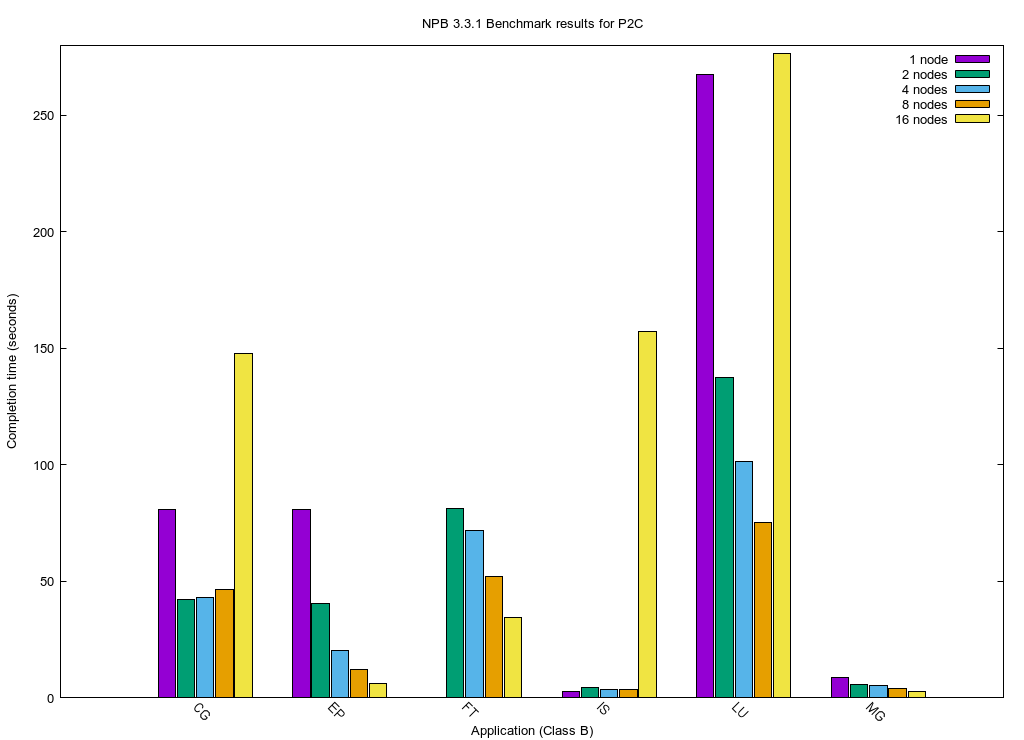 NPB 3.3.1 Benchmark results for P2C
1 node
2 nodes
4 nodes
8 nodes
16 nodes
250
200
150
100
50
0
Completion time (seconds)
CG
EP
FT
IS
LU
MG
Application (Class B)